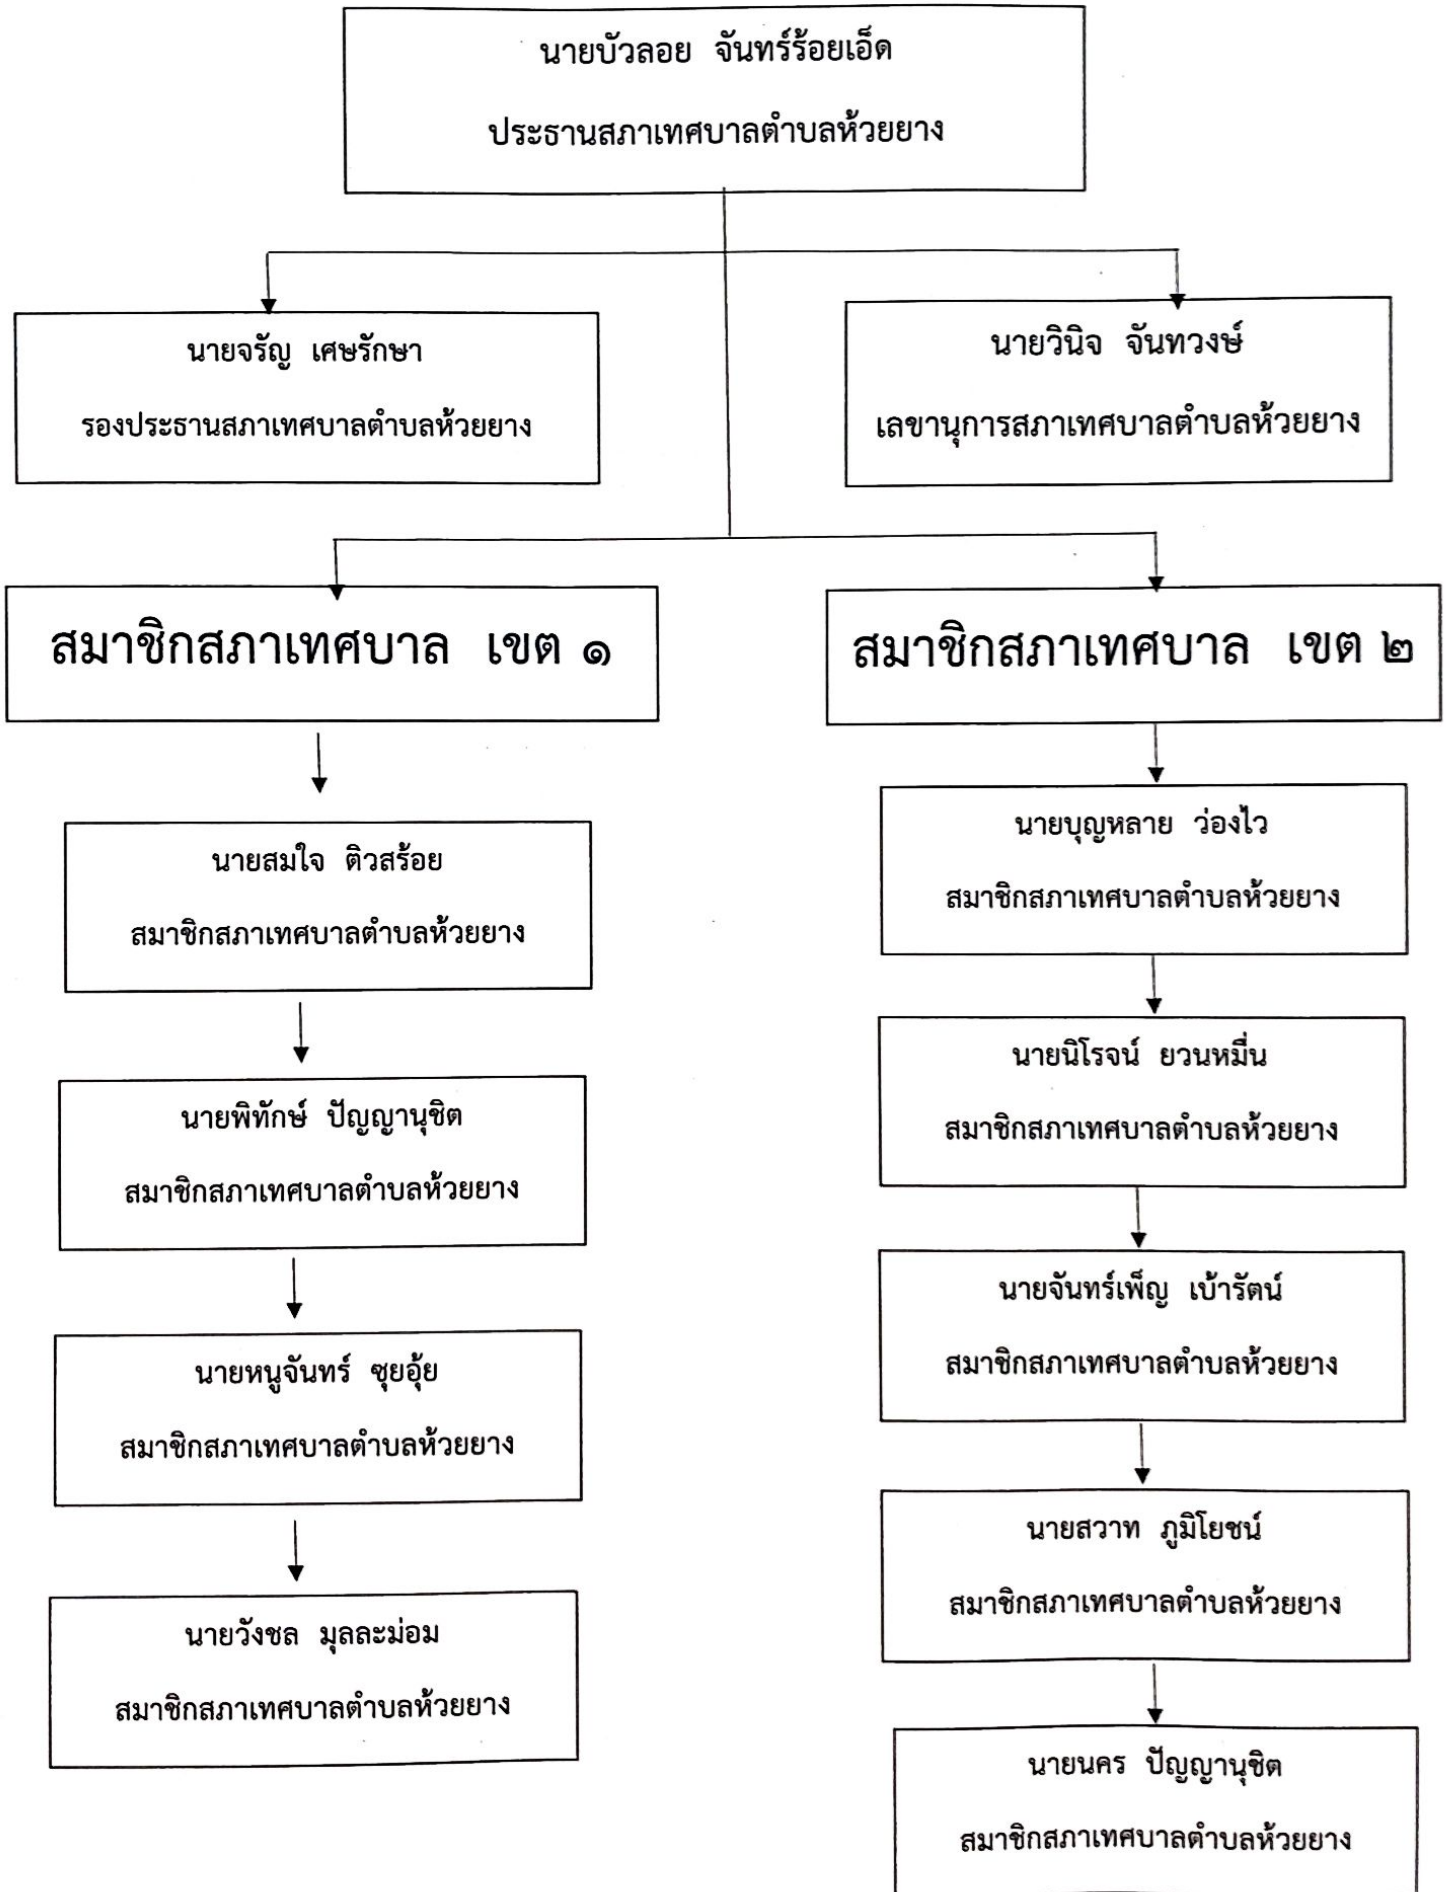 นายบัวลอย จันทร์ร้อยเอ็ด
ประธานสภาเทศบาลตำบลห้วยยาง
นายจรัญ เศษรักษา
รองประธานสภาเทศบาลตำบลห้วยยาง
นายวินิจ จันทวงษ์
เลขานุการสภาเทศบาลตำบลห้วยยาง
สมาชิกสภาเทศบาล เขต ๑
สมาชิกสภาเทศบาล เขต ๒
นายสมใจ ติวสร้อย
สมาชิกสภาเทศบาลตำบลห้วยยาง
นายพิทักษ์ ปัญญานุชิต
สมาชิกสภาเทศบาลตำบลห้วยยาง
นายหนูจันทร์ ซุยอุ้ย
สมาชิกสภาเทศบาลตำบลห้วยยาง
นายวังชล มุลละม่อม
สมาชิกสภาเทศบาลตำบลห้วยยาง
นายบุญหลาย ว่องไว
สมาชิกสภาเทศบาลตำบลห้วยยาง
นายนิโรจน์ ยวนหมื่น
สมาชิกสภาเทศบาลตำบลห้วยยาง
นายจันทร์เพ็ญ เบ้ารัตน์
สมาชิกสภาเทศบาลตำบลห้วยยาง
นายสวาท ภูมิโยชน์
สมาชิกสภาเทศบาลตำบลห้วยยาง
นายนคร ปัญญานุชิต
สมาชิกสภาเทศบาลตำบลห้วยยาง